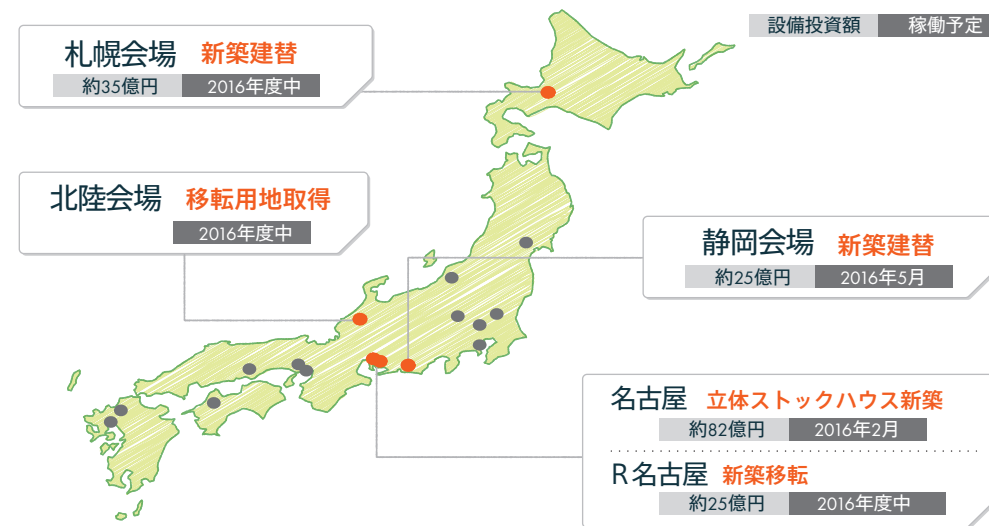 設備投資額 稼働予定
札幌会場 新築建替
約35億円 2016年度中
北陸会場 移転用地取得
2016年度中
静岡会場 新築建替
約25億円 2016年5月
名古屋 立体ストックハウス新築
約82億円 2016年2月
R名古屋 新築移転
約25億円 2016年度中